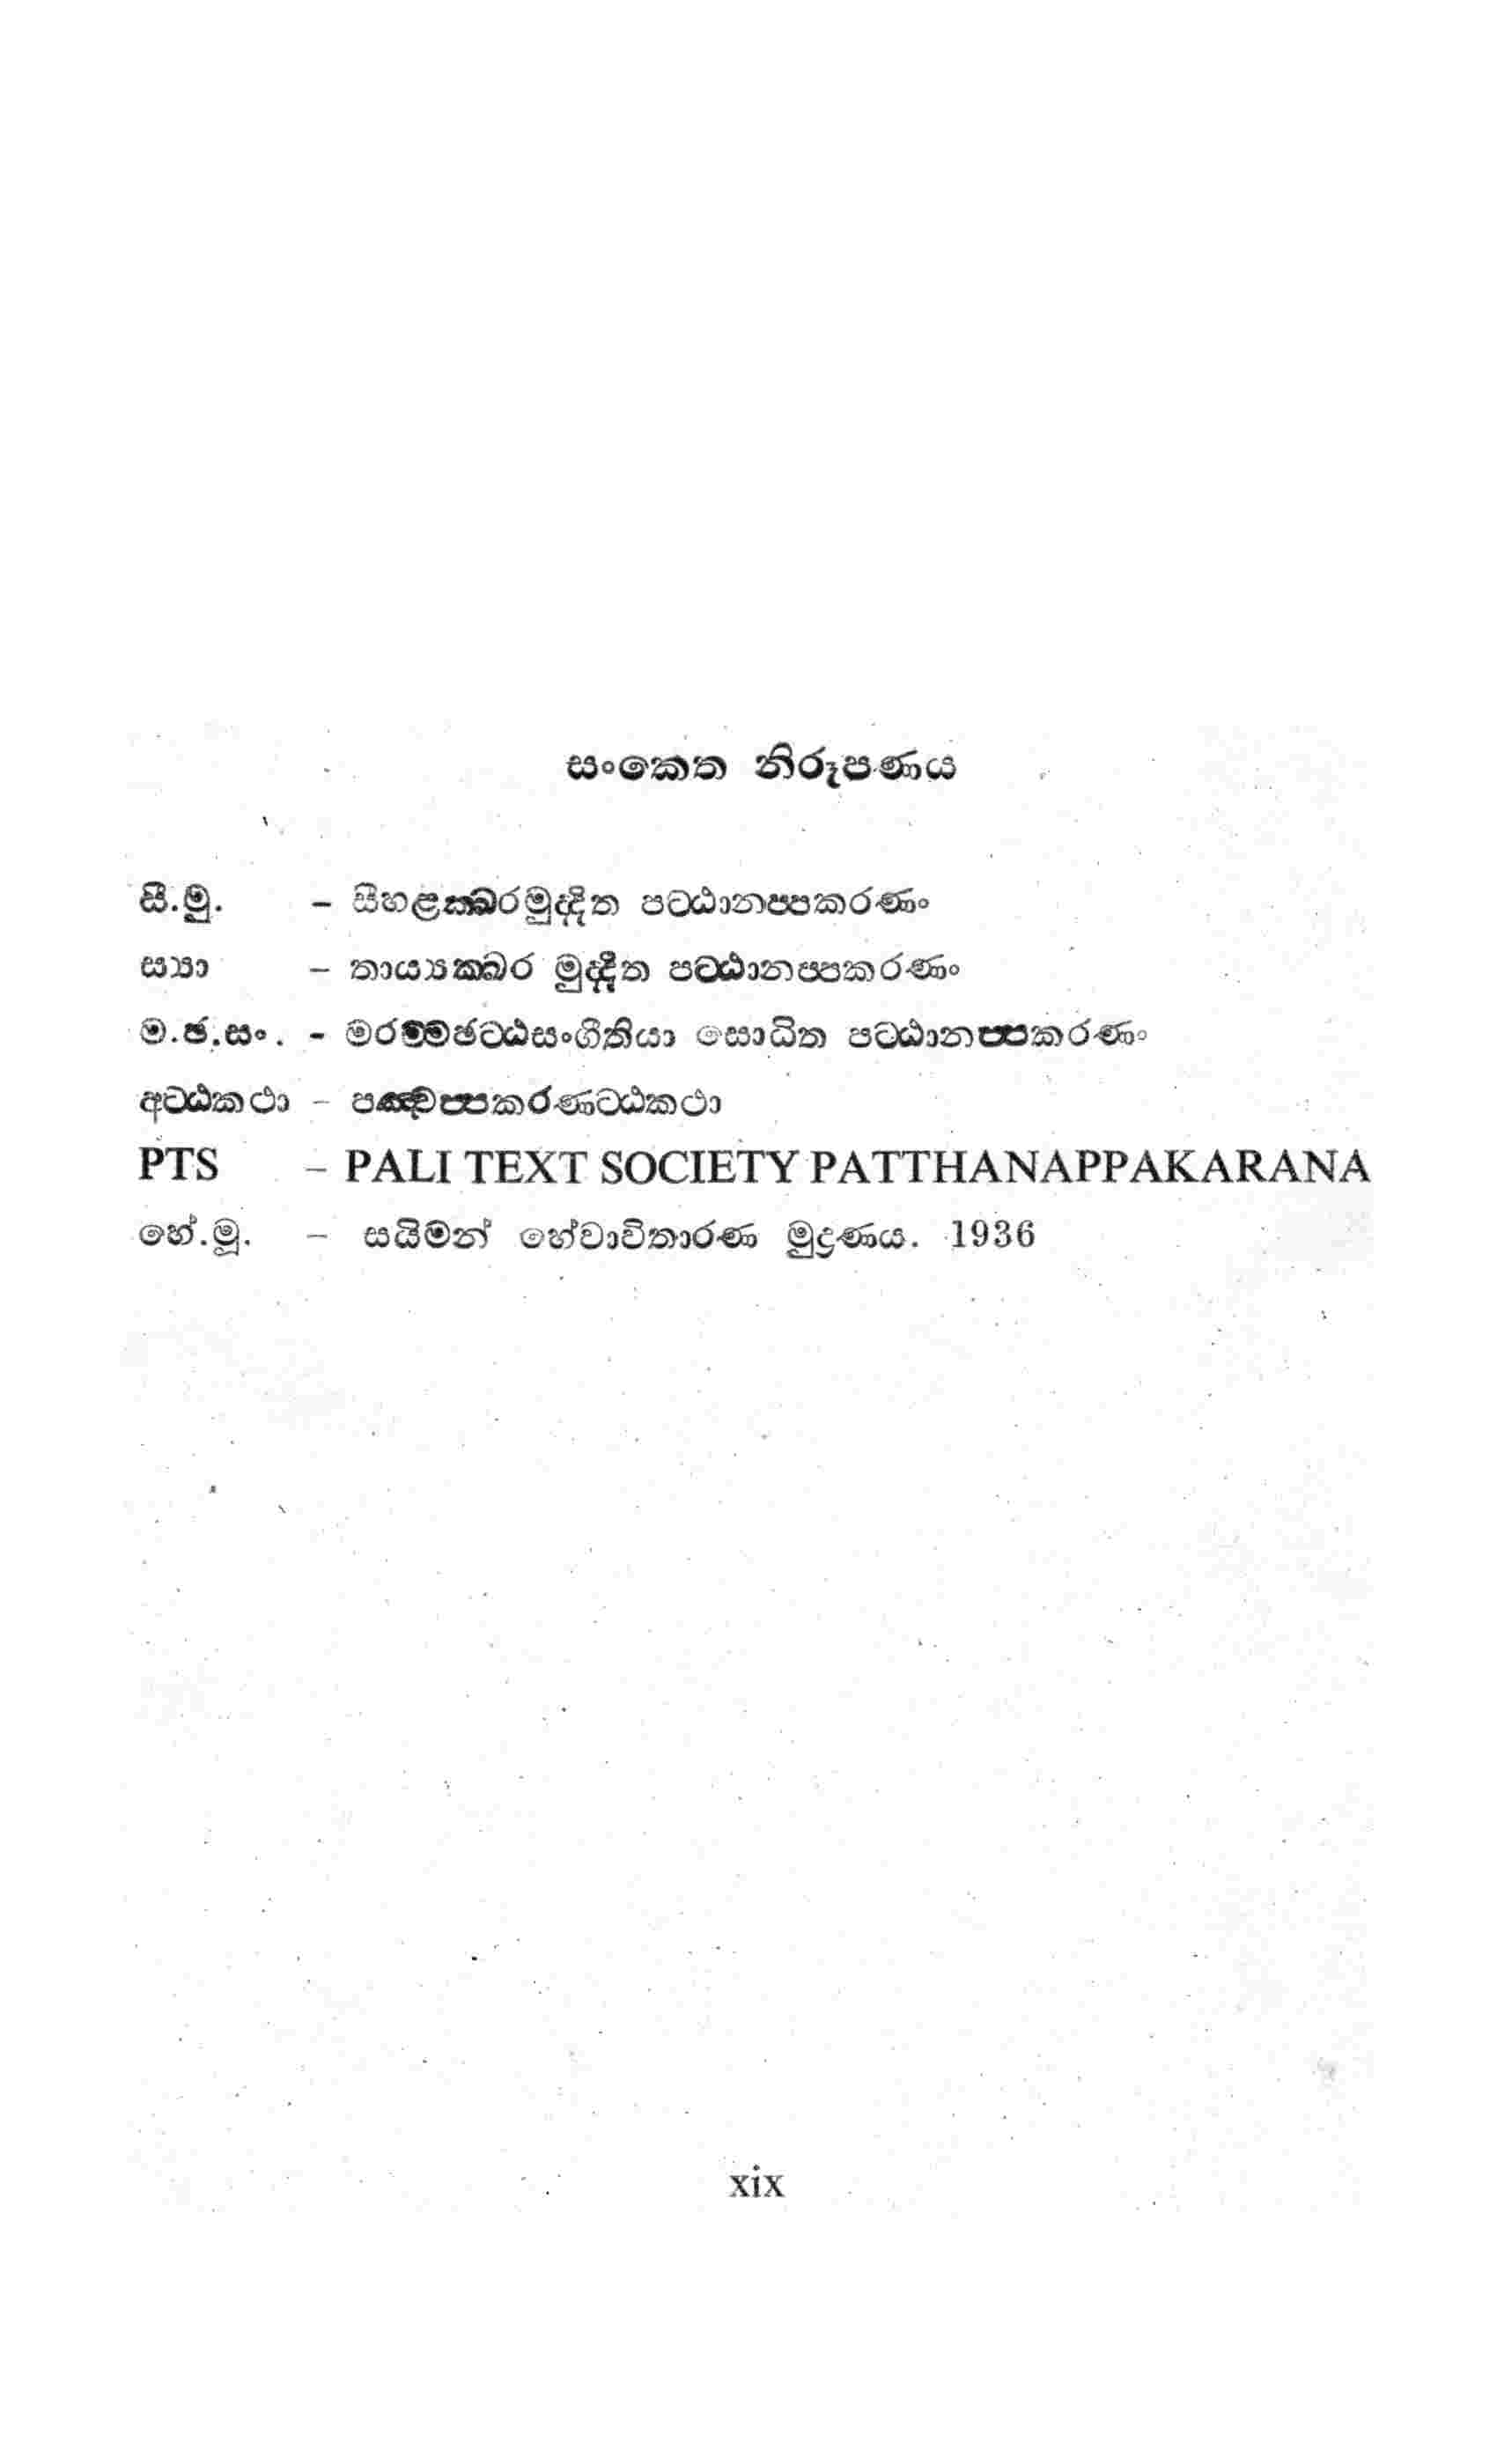 සංකෙත නිරූපණය
සී.මු. – සීහළක්ඛරමුද්දිත පට්ඨානප්පකරණං
ස්‍යා – තාය්‍යක්ඛර මුද්දිත පට්ඨානප්පකරණං
ම.ඡ.සං. – මරම්මඡට්ඨසංගීතියා සොධිත පට්ඨානප්පකරණං
අට්ඨකථා – පඤ්චප්පකරණට්ඨකථා
PTS – PALI TEXT SOCIETY PATTHANAPPAKARANA
හේ.මූ. – සයිමන් හේවාවිතාරණ මුද්‍රණය. 1936
xix